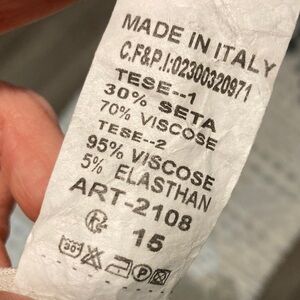 MADE IN ITALY
C.F&P.I:02300320971
TESE--1
30% SETA
70% VISCOSE
TESE--2
95% VISCOSE
5% ELASTHAN
ART-2108
15
30°
P